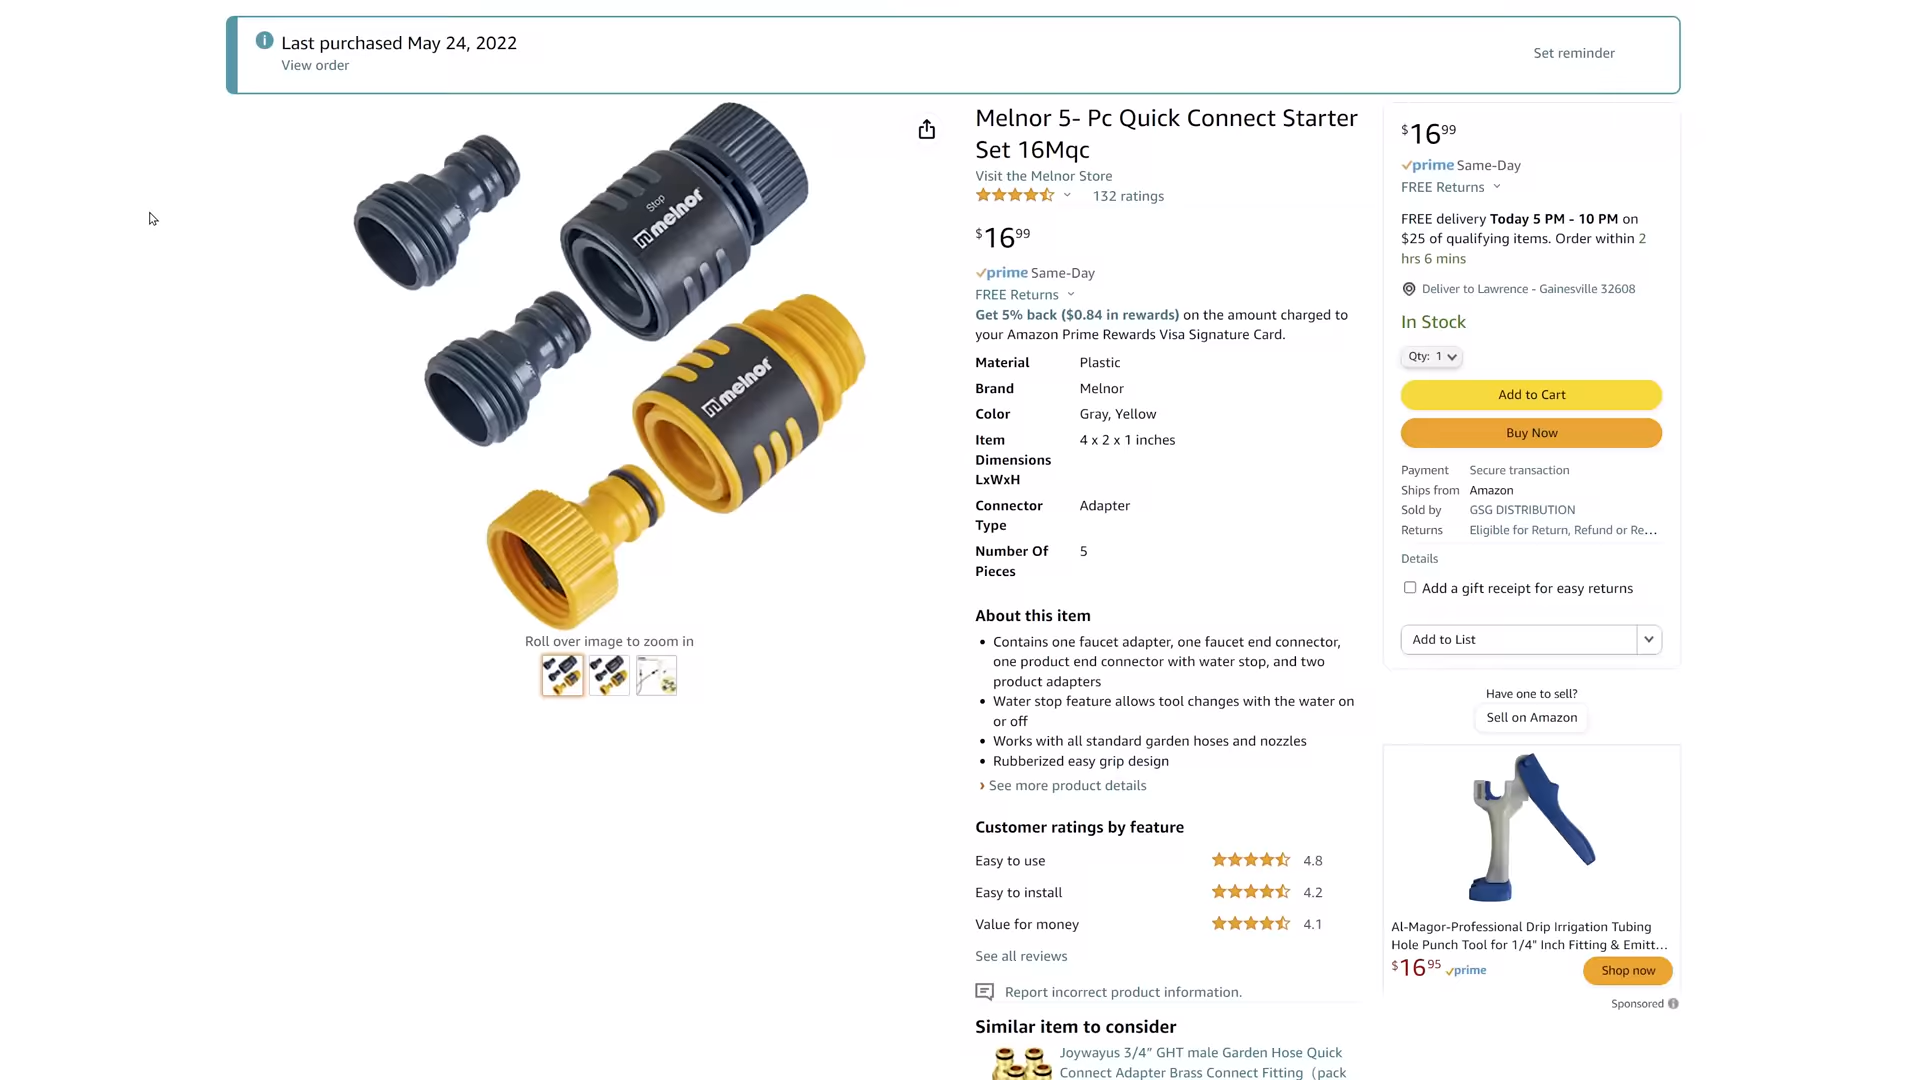 Last purchased May 24, 2022
View order
Set reminder
Stop
melnor
melnor
Roll over image to zoom in
Melnor 5- Pc Quick Connect Starter
Set 16Mqc
Visit the Melnor Store
132 ratings
$16 99
prime Same-Day
FREE Returns
Get 5% back ($0.84 in rewards) on the amount charged to
your Amazon Prime Rewards Visa Signature Card.
Material Plastic
Brand Melnor
Color Gray, Yellow
Item 4 x 2 x 1 inches
Dimensions
LxWxH
Connector Adapter
Type
Number Of 5
Pieces
About this item
• Contains one faucet adapter, one faucet end connector,
one product end connector with water stop, and two
product adapters
• Water stop feature allows tool changes with the water on
or off
• Works with all standard garden hoses and nozzles
• Rubberized easy grip design
› See more product details
Customer ratings by feature
Easy to use 4.8
Easy to install 4.2
Value for money 4.1
See all reviews
Report incorrect product information.
Similar item to consider
Joywayus 3/4” GHT male Garden Hose Quick
Connect Adapter Brass Connect Fitting（pack
$16 99
prime Same-Day
FREE Returns
FREE delivery Today 5 PM - 10 PM on
$25 of qualifying items. Order within 2
hrs 6 mins
Deliver to Lawrence - Gainesville 32608
In Stock
Qty: 1
Add to Cart
Buy Now
Payment Secure transaction
Ships from Amazon
Sold by GSG DISTRIBUTION
Returns Eligible for Return, Refund or Re...
Details
Add a gift receipt for easy returns
Add to List
Have one to sell?
Sell on Amazon
Al-Magor-Professional Drip Irrigation Tubing
Hole Punch Tool for 1/4" Inch Fitting & Emitt...
$16 95 prime
Shop now
Sponsored